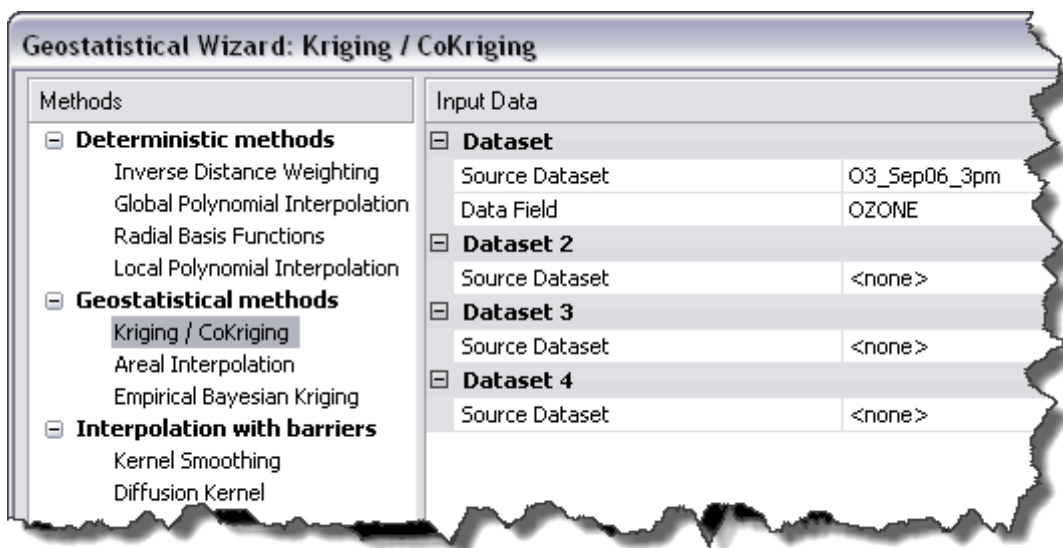 Geostatistical Wizard: Kriging / CoKriging
Methods
Deterministic methods
Inverse Distance Weighting
Global Polynomial Interpolation
Radial Basis Functions
Local Polynomial Interpolation
Geostatistical methods
Kriging / CoKriging
Areal Interpolation
Empirical Bayesian Kriging
Interpolation with barriers
Kernel Smoothing
Diffusion Kernel
Input Data
Dataset
Source Dataset O3_Sep06_3pm
Data Field OZONE
Dataset 2
Source Dataset <none>
Dataset 3
Source Dataset <none>
Dataset 4
Source Dataset <none>